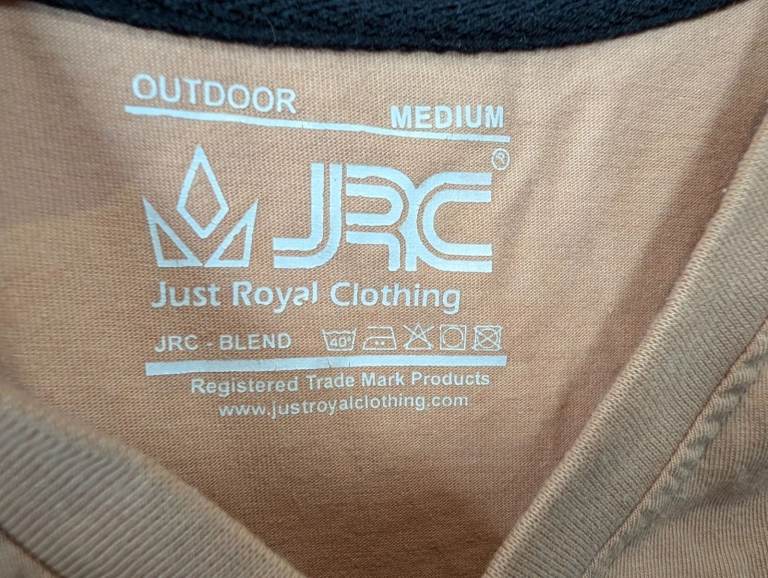 OUTDOOR
MEDIUM
JRC®
Just Royal Clothing
JRC - BLEND 40°
Registered Trade Mark Products
www.justroyalclothing.com